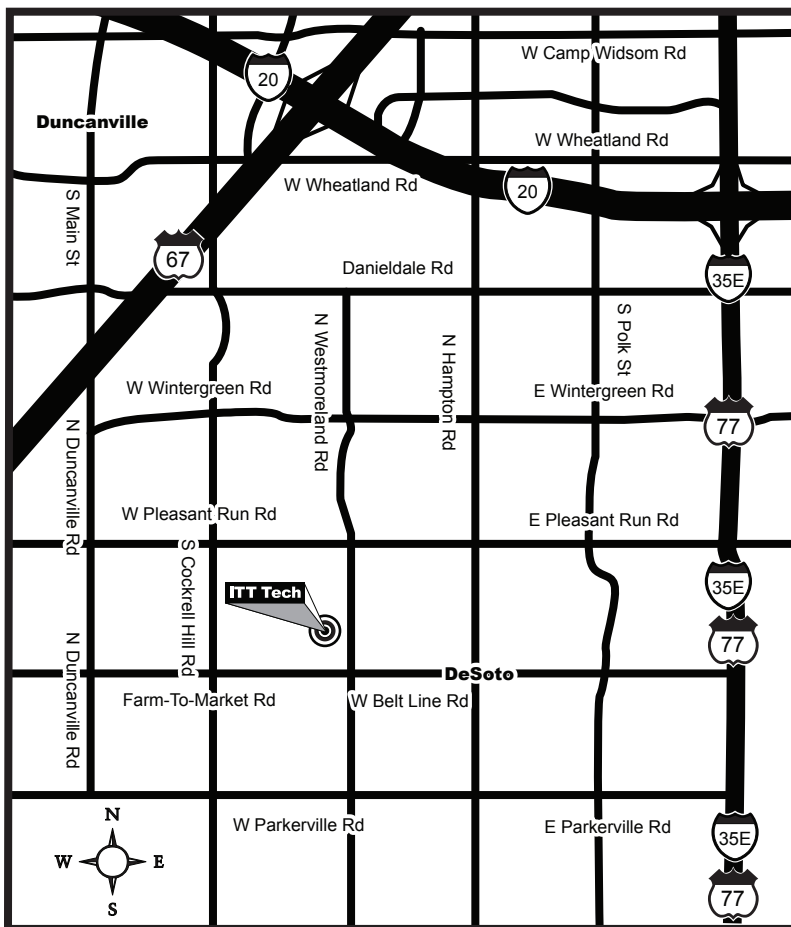 W Camp Widsom Rd
20
Duncanville
W Wheatland Rd
W Wheatland Rd
20
S Main St
67
Danieldale Rd
35E
N Westmoreland Rd
N Hampton Rd
S Polk St
W Wintergreen Rd
E Wintergreen Rd
77
N Duncanville Rd
W Pleasant Run Rd
E Pleasant Run Rd
S Cockrell Hill Rd
ITT Tech
35E
77
N Duncanville Rd
DeSoto
Farm-To-Market Rd
W Belt Line Rd
W Parkerville Rd
E Parkerville Rd
35E
77
N
W
E
S